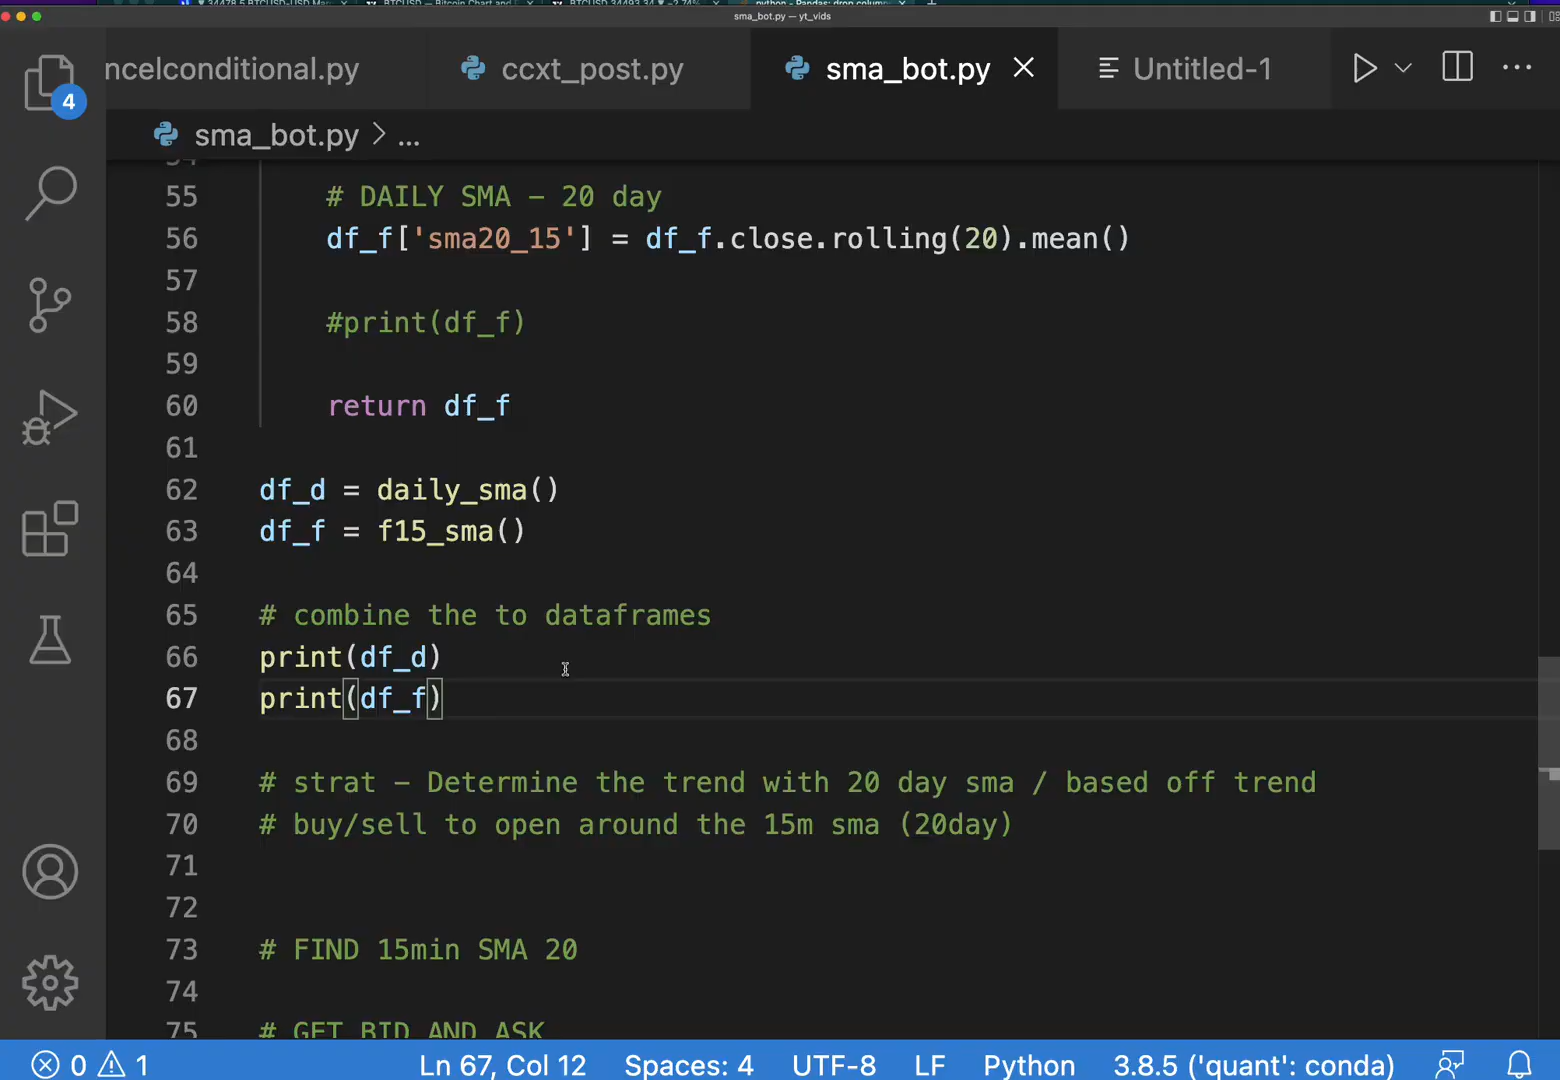 sma_bot.py — yt_vids
ncelconditional.py
ccxt_post.py
sma_bot.py
Untitled-1
4
sma_bot.py > ...
55 # DAILY SMA – 20 day
56 df_f['sma20_15'] = df_f.close.rolling(20).mean()
57
58 #print(df_f)
59
60 return df_f
61
62 df_d = daily_sma()
63 df_f = f15_sma()
64
65 # combine the to dataframes
66 print(df_d)
67 print(df_f)
68
69 # strat – Determine the trend with 20 day sma / based off trend
70 # buy/sell to open around the 15m sma (20day)
71
72
73 # FIND 15min SMA 20
74
75 # GET BID AND ASK
0 1 Ln 67, Col 12 Spaces: 4 UTF-8 LF Python 3.8.5 ('quant': conda)